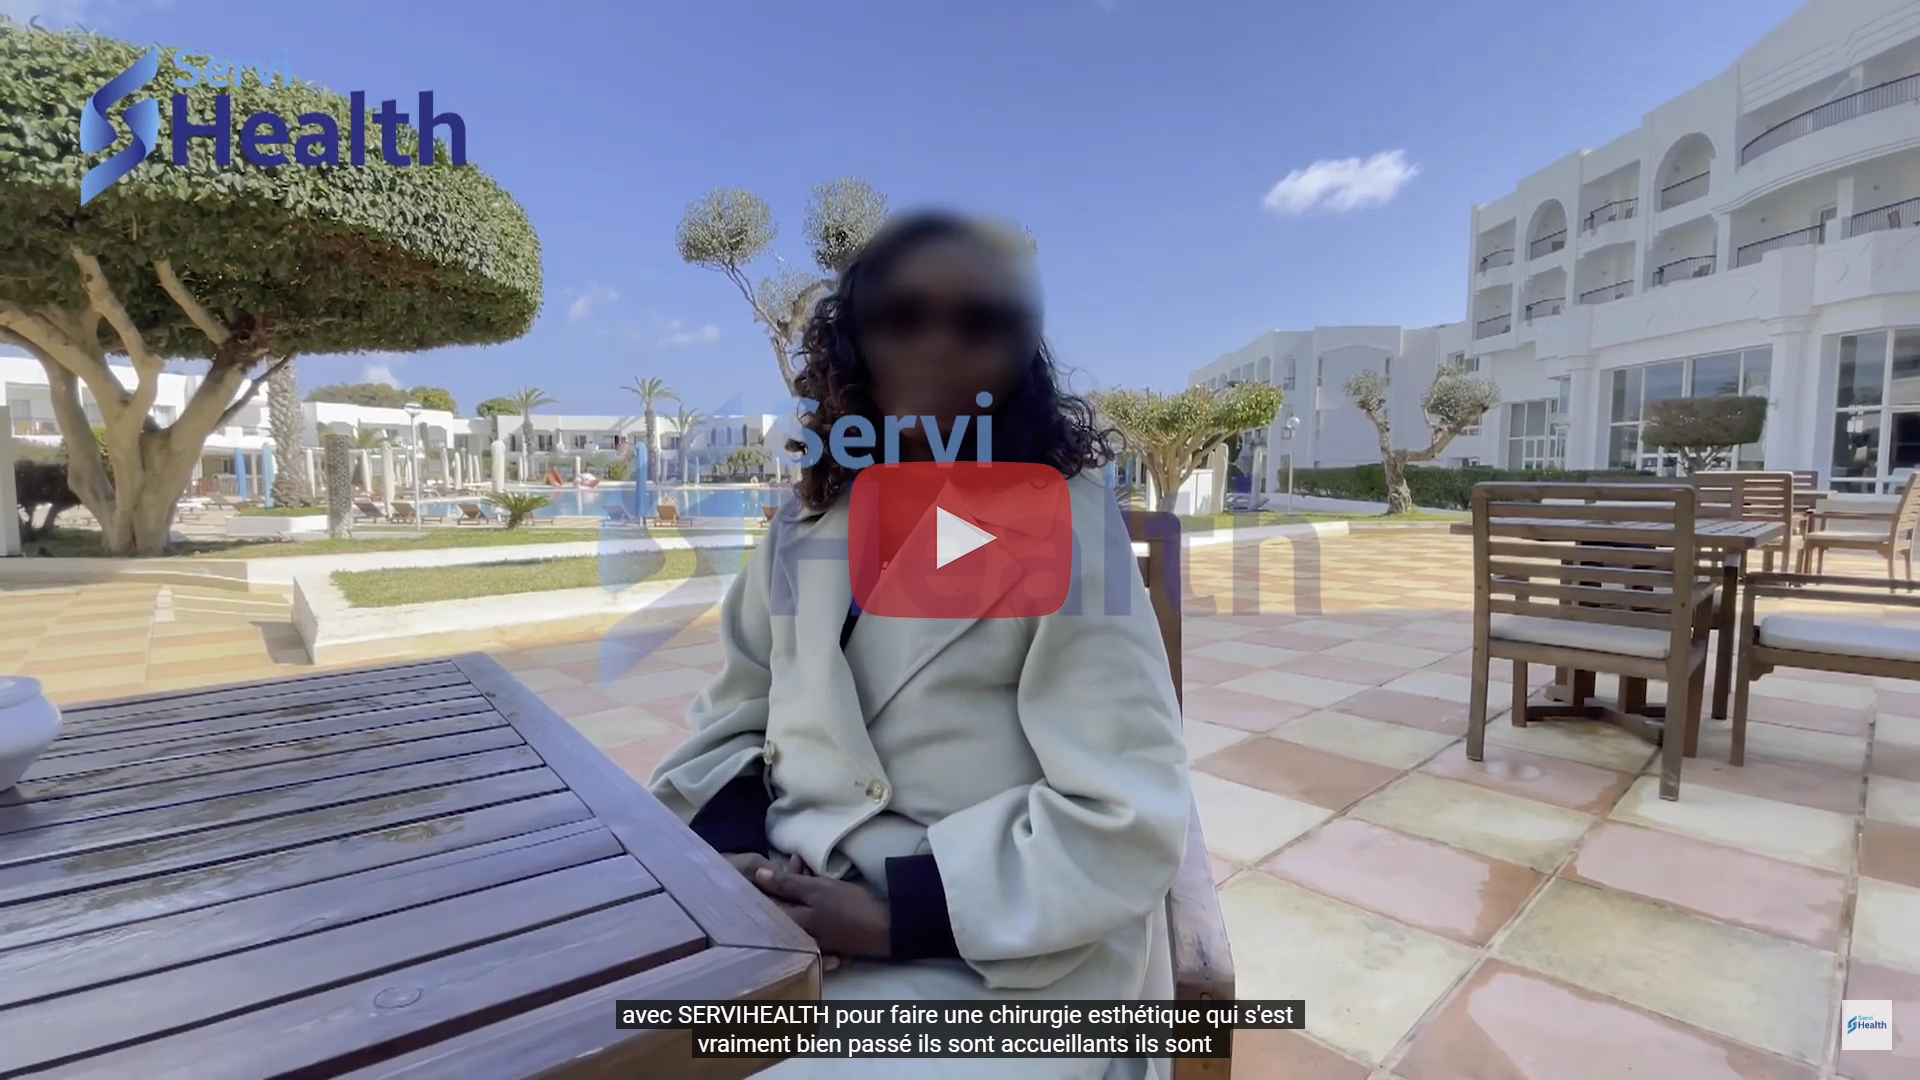 Servi
Health
Servi
Health
avec SERVIHEALTH pour faire une chirurgie esthétique qui s'est
vraiment bien passé ils sont accueillants ils sont
Servi
Health